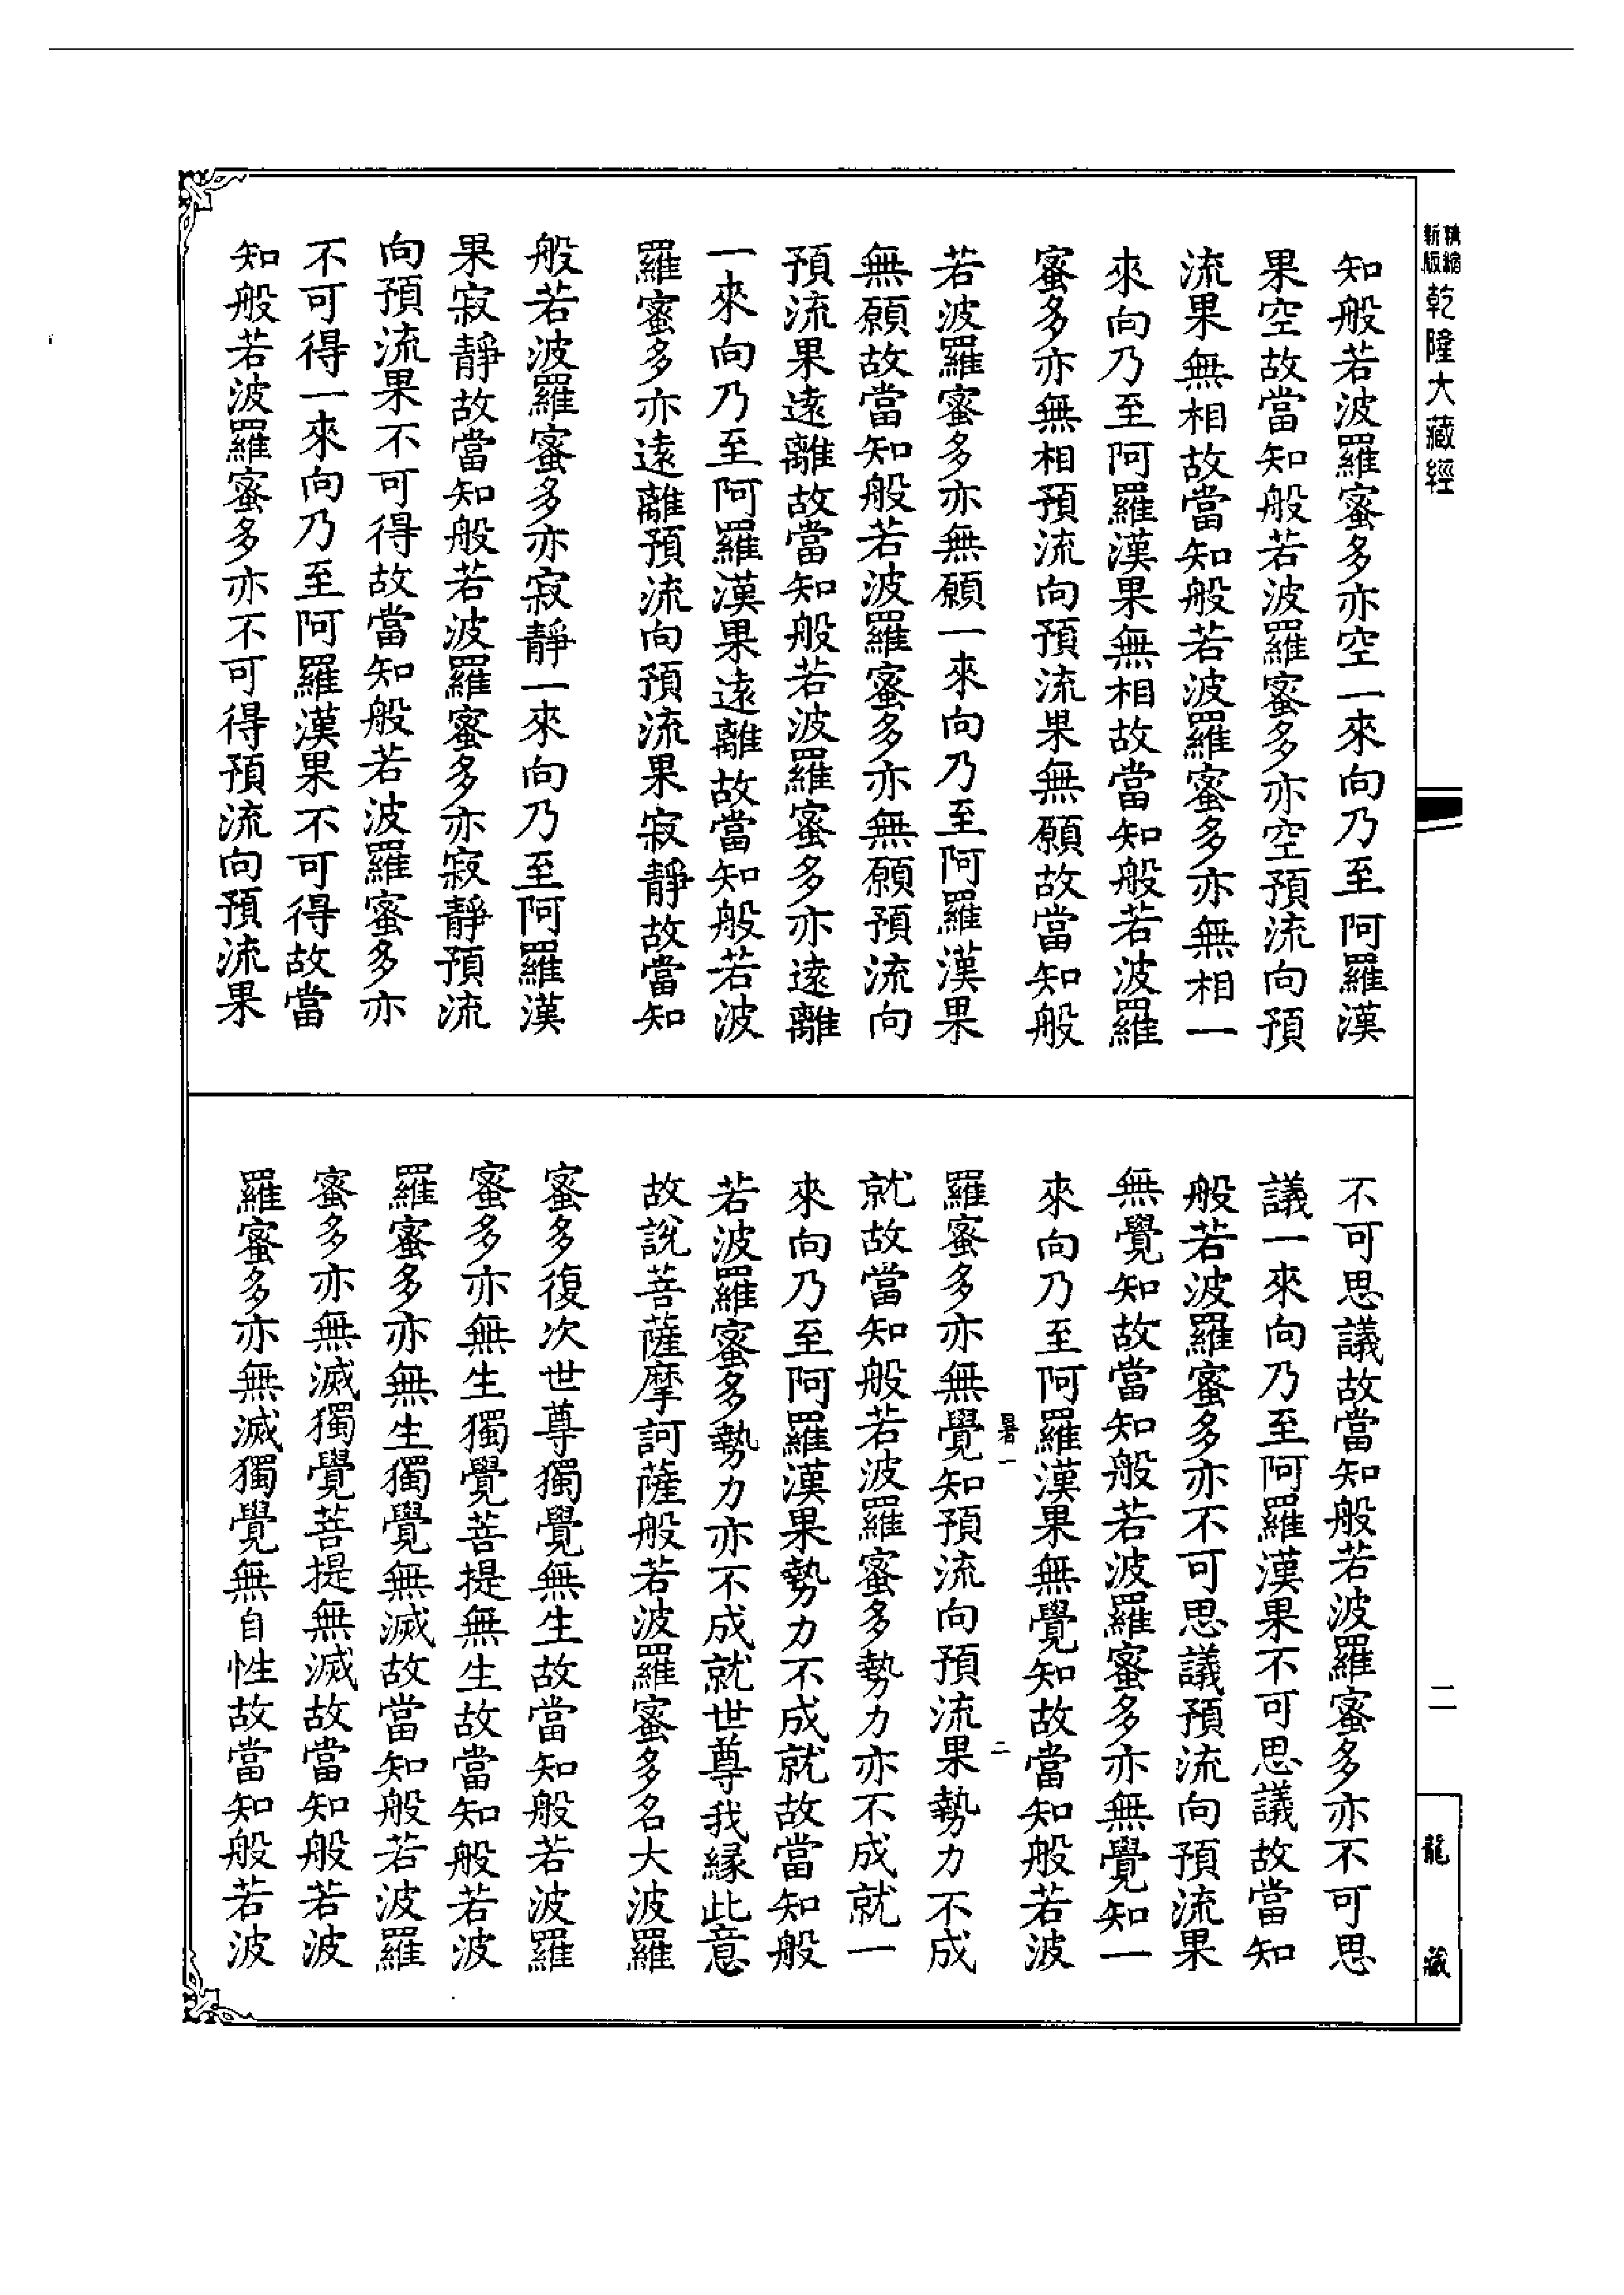 精縮新版乾隆大藏經
二
龍藏
知般若波羅蜜多亦空一來向乃至阿羅漢
果空故當知般若波羅蜜多亦空預流向預
流果無相故當知般若波羅蜜多亦無相一
來向乃至阿羅漢果無相故當知般若波羅
蜜多亦無相預流向預流果無願故當知般
若波羅蜜多亦無願一來向乃至阿羅漢果
無願故當知般若波羅蜜多亦無願預流向
預流果遠離故當知般若波羅蜜多亦遠離
一來向乃至阿羅漢果遠離故當知般若波
羅蜜多亦遠離預流向預流果寂靜故當知
般若波羅蜜多亦寂靜一來向乃至阿羅漢
果寂靜故當知般若波羅蜜多亦寂靜預流
向預流果不可得故當知般若波羅蜜多亦
不可得一來向乃至阿羅漢果不可得故當
知般若波羅蜜多亦不可得預流向預流果
不可思議故當知般若波羅蜜多亦不可思
議一來向乃至阿羅漢果不可思議故當知
般若波羅蜜多亦不可思議預流向預流果
無覺知故當知般若波羅蜜多亦無覺知一
來向乃至阿羅漢果無覺知故當知般若波
暑一 二
羅蜜多亦無覺知預流向預流果勢力不成
就故當知般若波羅蜜多勢力亦不成就一
來向乃至阿羅漢果勢力不成就故當知般
若波羅蜜多勢力亦不成就世尊我緣此意
故說菩薩摩訶薩般若波羅蜜多名大波羅
蜜多復次世尊獨覺無生故當知般若波羅
蜜多亦無生獨覺菩提無生故當知般若波
羅蜜多亦無生獨覺無滅故當知般若波羅
蜜多亦無滅獨覺菩提無滅故當知般若波
羅蜜多亦無滅獨覺無自性故當知般若波